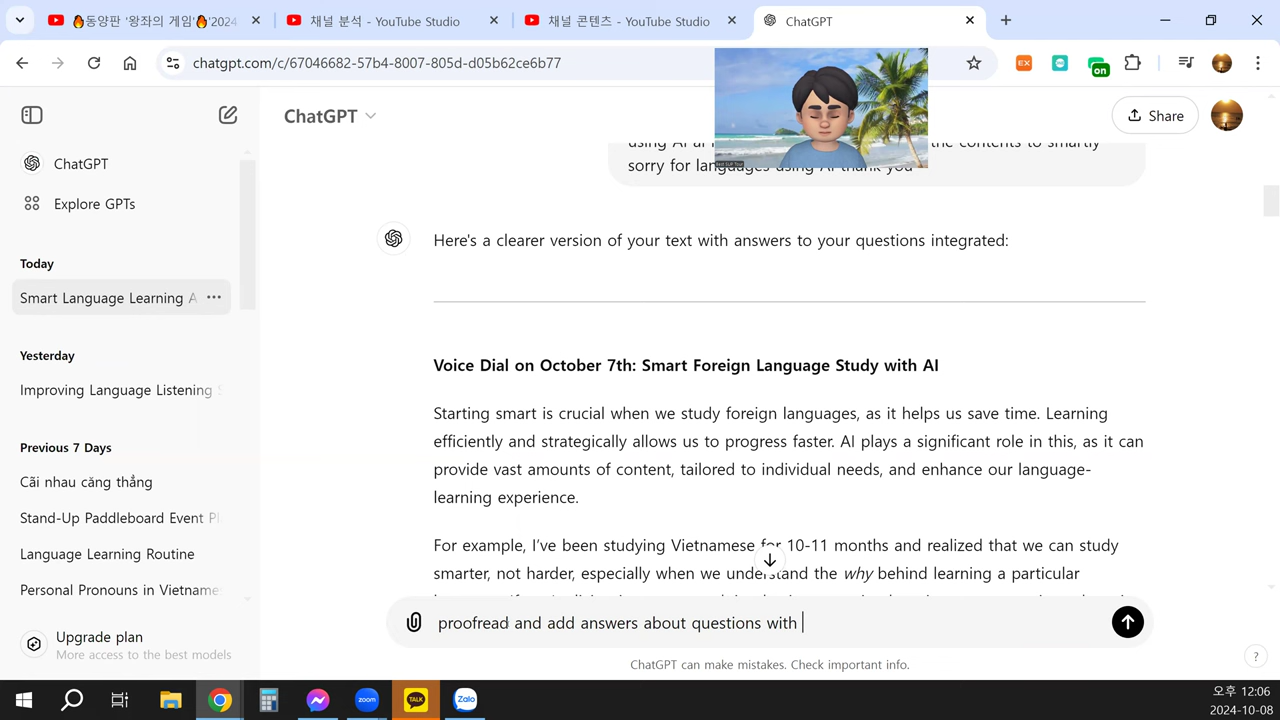 🔥동양판 '왕좌의 게임'🔥'2024
채널 분석 - YouTube Studio
채널 콘텐츠 - YouTube Studio
ChatGPT
chatgpt.com/c/67046682-57b4-8007-805d-d05b62ce6b77
EX
on
ChatGPT
Share
ChatGPT
Explore GPTs
Today
Smart Language Learning A
Yesterday
Improving Language Listening S
Previous 7 Days
Cãi nhau căng thẳng
Stand-Up Paddleboard Event Pl
Language Learning Routine
Personal Pronouns in Vietname
Upgrade plan
More access to the best models
using AI the contents to smartly
sorry for languages using AI thank you
Here's a clearer version of your text with answers to your questions integrated:
Voice Dial on October 7th: Smart Foreign Language Study with AI
Starting smart is crucial when we study foreign languages, as it helps us save time. Learning
efficiently and strategically allows us to progress faster. AI plays a significant role in this, as it can
provide vast amounts of content, tailored to individual needs, and enhance our language-
learning experience.
For example, I've been studying Vietnamese for 10-11 months and realized that we can study
smarter, not harder, especially when we understand the why behind learning a particular
proofread and add answers about questions with
ChatGPT can make mistakes. Check important info.
?
zoom
TALK
Zalo
오후 12:06
2024-10-08